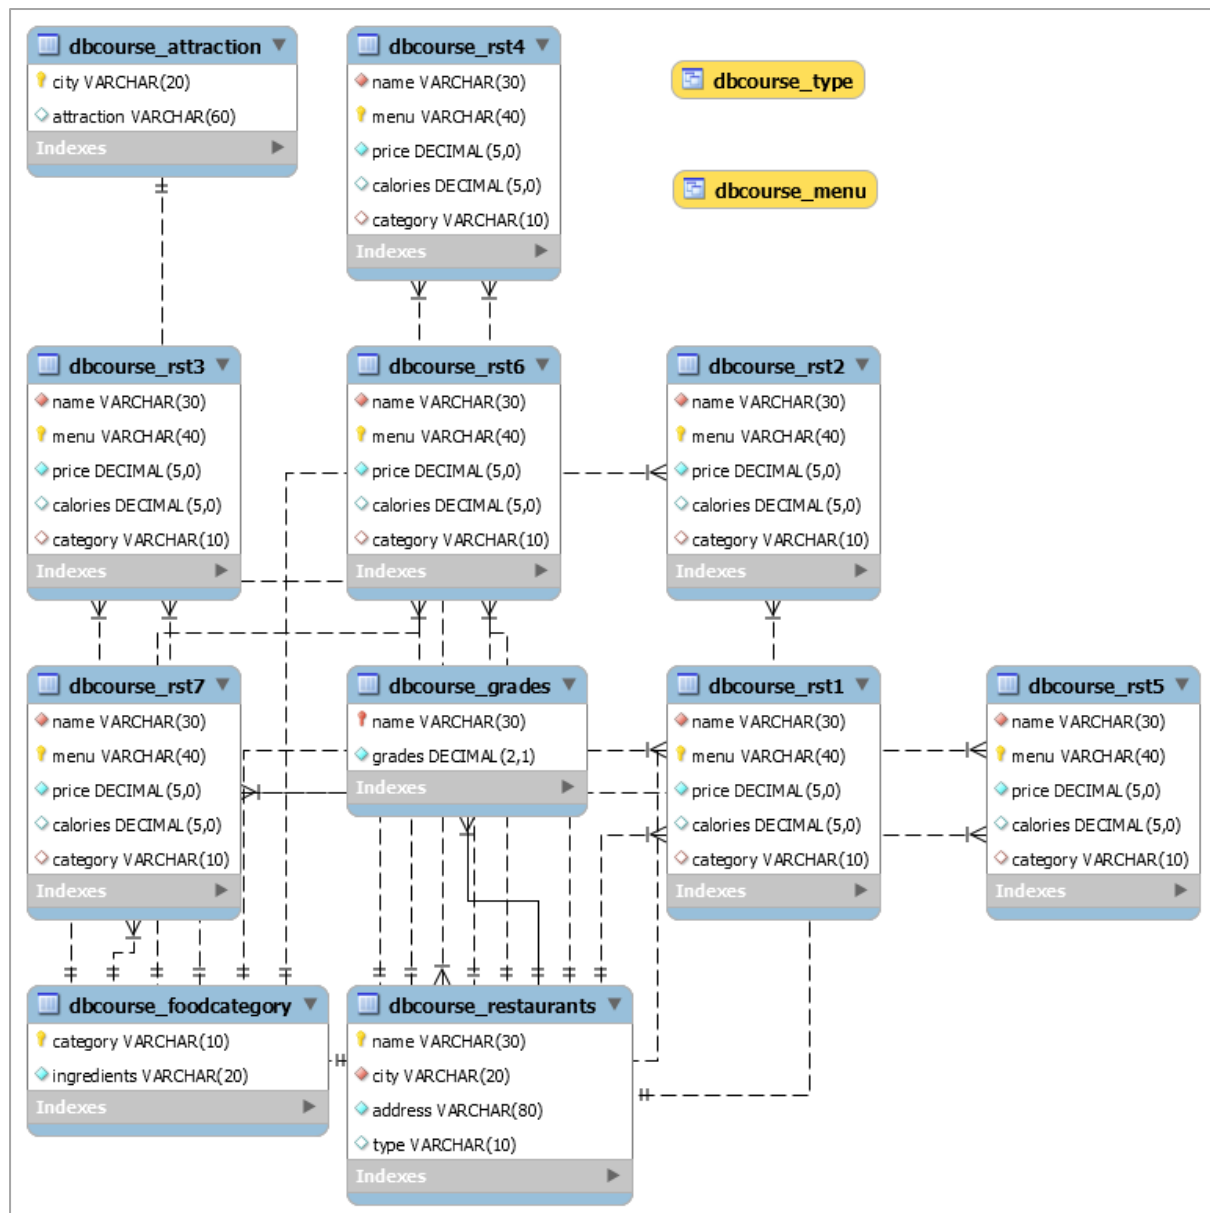 dbcourse_attraction
city VARCHAR(20)
attraction VARCHAR(60)
Indexes
dbcourse_rst4
name VARCHAR(30)
menu VARCHAR(40)
price DECIMAL(5,0)
calories DECIMAL(5,0)
category VARCHAR(10)
Indexes
dbcourse_type
dbcourse_menu
dbcourse_rst3
name VARCHAR(30)
menu VARCHAR(40)
price DECIMAL(5,0)
calories DECIMAL(5,0)
category VARCHAR(10)
Indexes
dbcourse_rst6
name VARCHAR(30)
menu VARCHAR(40)
price DECIMAL(5,0)
calories DECIMAL(5,0)
category VARCHAR(10)
Indexes
dbcourse_rst2
name VARCHAR(30)
menu VARCHAR(40)
price DECIMAL(5,0)
calories DECIMAL(5,0)
category VARCHAR(10)
Indexes
dbcourse_rst7
name VARCHAR(30)
menu VARCHAR(40)
price DECIMAL(5,0)
calories DECIMAL(5,0)
category VARCHAR(10)
Indexes
dbcourse_grades
name VARCHAR(30)
grades DECIMAL(2,1)
Indexes
dbcourse_rst1
name VARCHAR(30)
menu VARCHAR(40)
price DECIMAL(5,0)
calories DECIMAL(5,0)
category VARCHAR(10)
Indexes
dbcourse_rst5
name VARCHAR(30)
menu VARCHAR(40)
price DECIMAL(5,0)
calories DECIMAL(5,0)
category VARCHAR(10)
Indexes
dbcourse_foodcategory
category VARCHAR(10)
ingredients VARCHAR(20)
Indexes
dbcourse_restaurants
name VARCHAR(30)
city VARCHAR(20)
address VARCHAR(80)
type VARCHAR(10)
Indexes